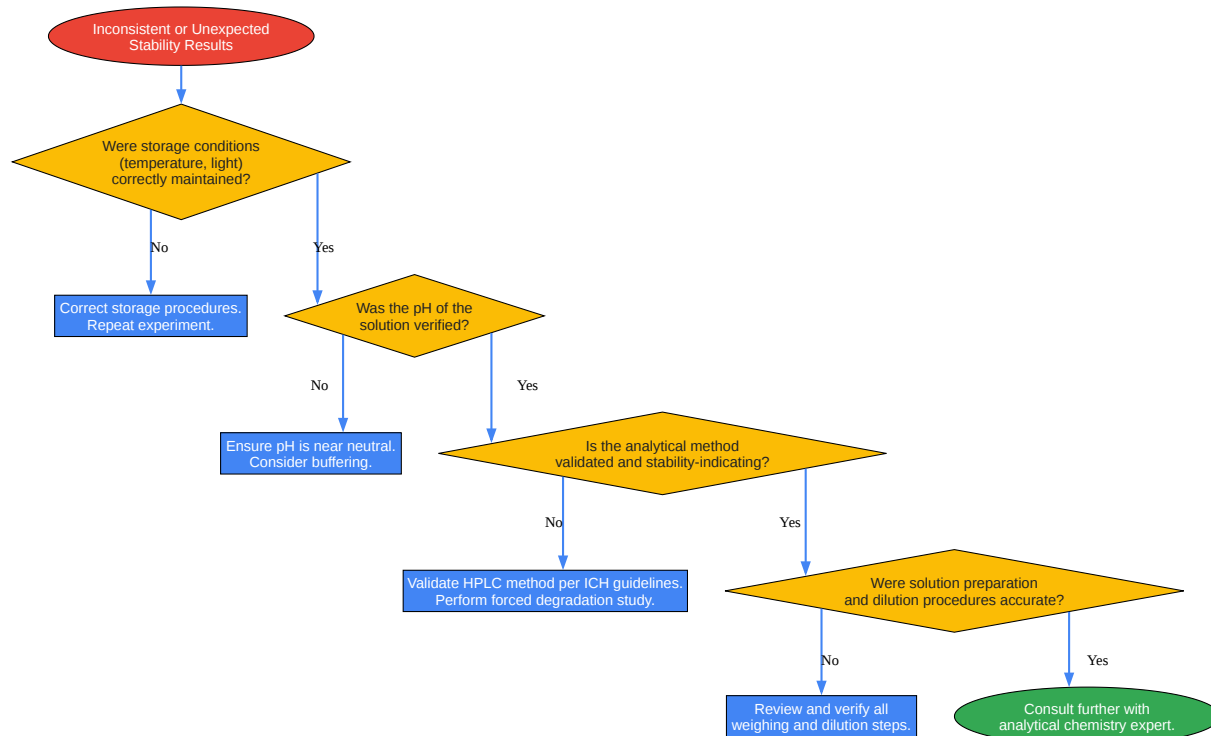 Inconsistent or Unexpected
Stability Results
Were storage conditions
(temperature, light)
correctly maintained?
No
Yes
Correct storage procedures.
Repeat experiment.
Was the pH of the
solution verified?
No
Yes
Ensure pH is near neutral.
Consider buffering.
Is the analytical method
validated and stability-indicating?
No
Yes
Validate HPLC method per ICH guidelines.
Perform forced degradation study.
Were solution preparation
and dilution procedures accurate?
No
Yes
Review and verify all
weighing and dilution steps.
Consult further with
analytical chemistry expert.